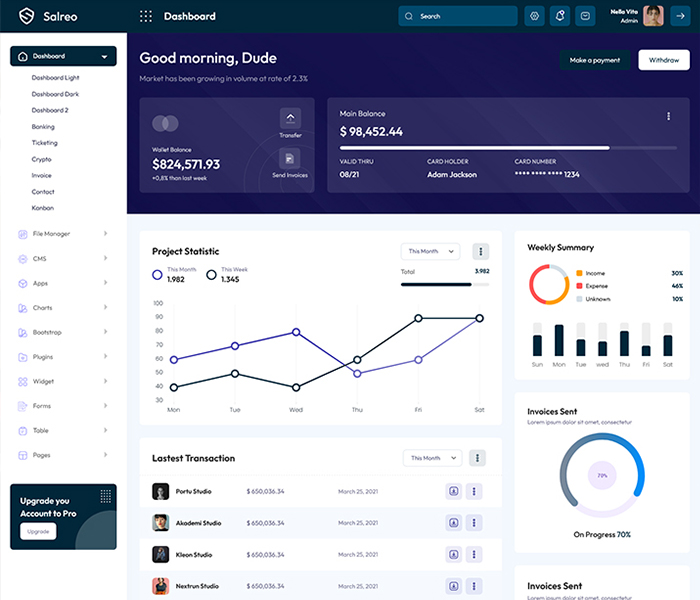 Salreo
Dashboard
Search
Nella Vita
Admin
Dashboard
Dashboard Light
Dashboard Dark
Dashboard 2
Banking
Ticketing
Crypto
Invoice
Contact
Kanban
File Manager
CMS
Apps
Charts
Bootstrap
Plugins
Widget
Forms
Table
Pages
Upgrade you
Account to Pro
Upgrade
Good morning, Dude
Market has been growing in volume at rate of 2.3%
Make a payment
Withdraw
Wallet Balance
$824,571.93
+0,8% than last week
Transfer
Send Invoices
Main Balance
$ 98,452.44
VALID THRU
08/21
CARD HOLDER
Adam Jackson
CARD NUMBER
**** **** **** 1234
Project Statistic
This Month
This Month
1.982
This Week
1.345
Total
3.982
100
90
80
70
60
50
40
30
Mon
Tue
Wed
Thu
Fri
Sat
Weekly Summary
Income 30%
Expense 46%
Unknown 10%
Sun
Mon
Tue
wed
Thu
Fri
Sat
Lastest Transaction
This Month
Portu Studio $ 650,036.34 March 25, 2021
Akademi Studio $ 650,036.34 March 25, 2021
Kleon Studio $ 650,036.34 March 25, 2021
Nextrun Studio $ 650,036.34 March 25, 2021
Invoices Sent
Lorem ipsum dolor sit amet, consectetur
70%
On Progress 70%
Invoices Sent
Lorem ipsum dolor sit amet, consectetur